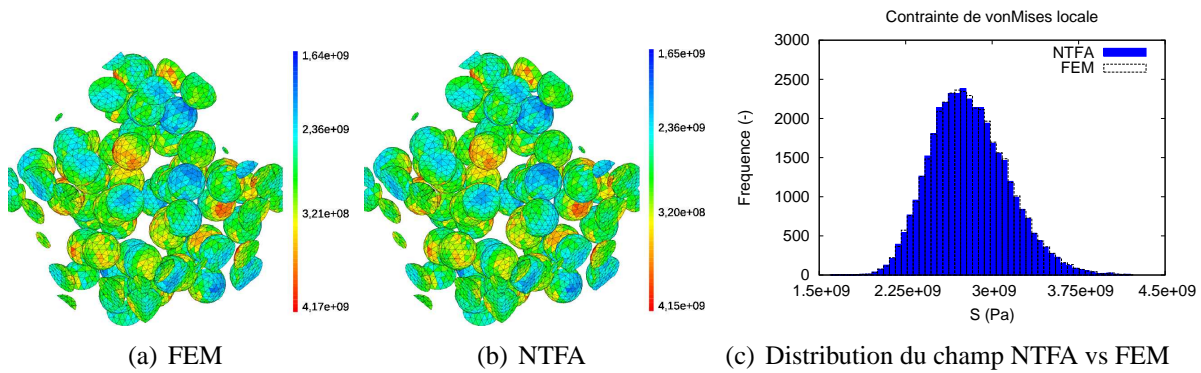 1,64e+09
2,36e+09
3,21e+08
4,17e+09
(a) FEM
1,65e+09
2,36e+09
3,20e+08
4,15e+09
(b) NTFA
Contrainte de vonMises locale
3000
2500
2000
1500
1000
500
0
Frequence (-)
NTFA
FEM
1.5e+09 2.25e+09 3e+09 3.75e+09 4.5e+09
S (Pa)
(c) Distribution du champ NTFA vs FEM